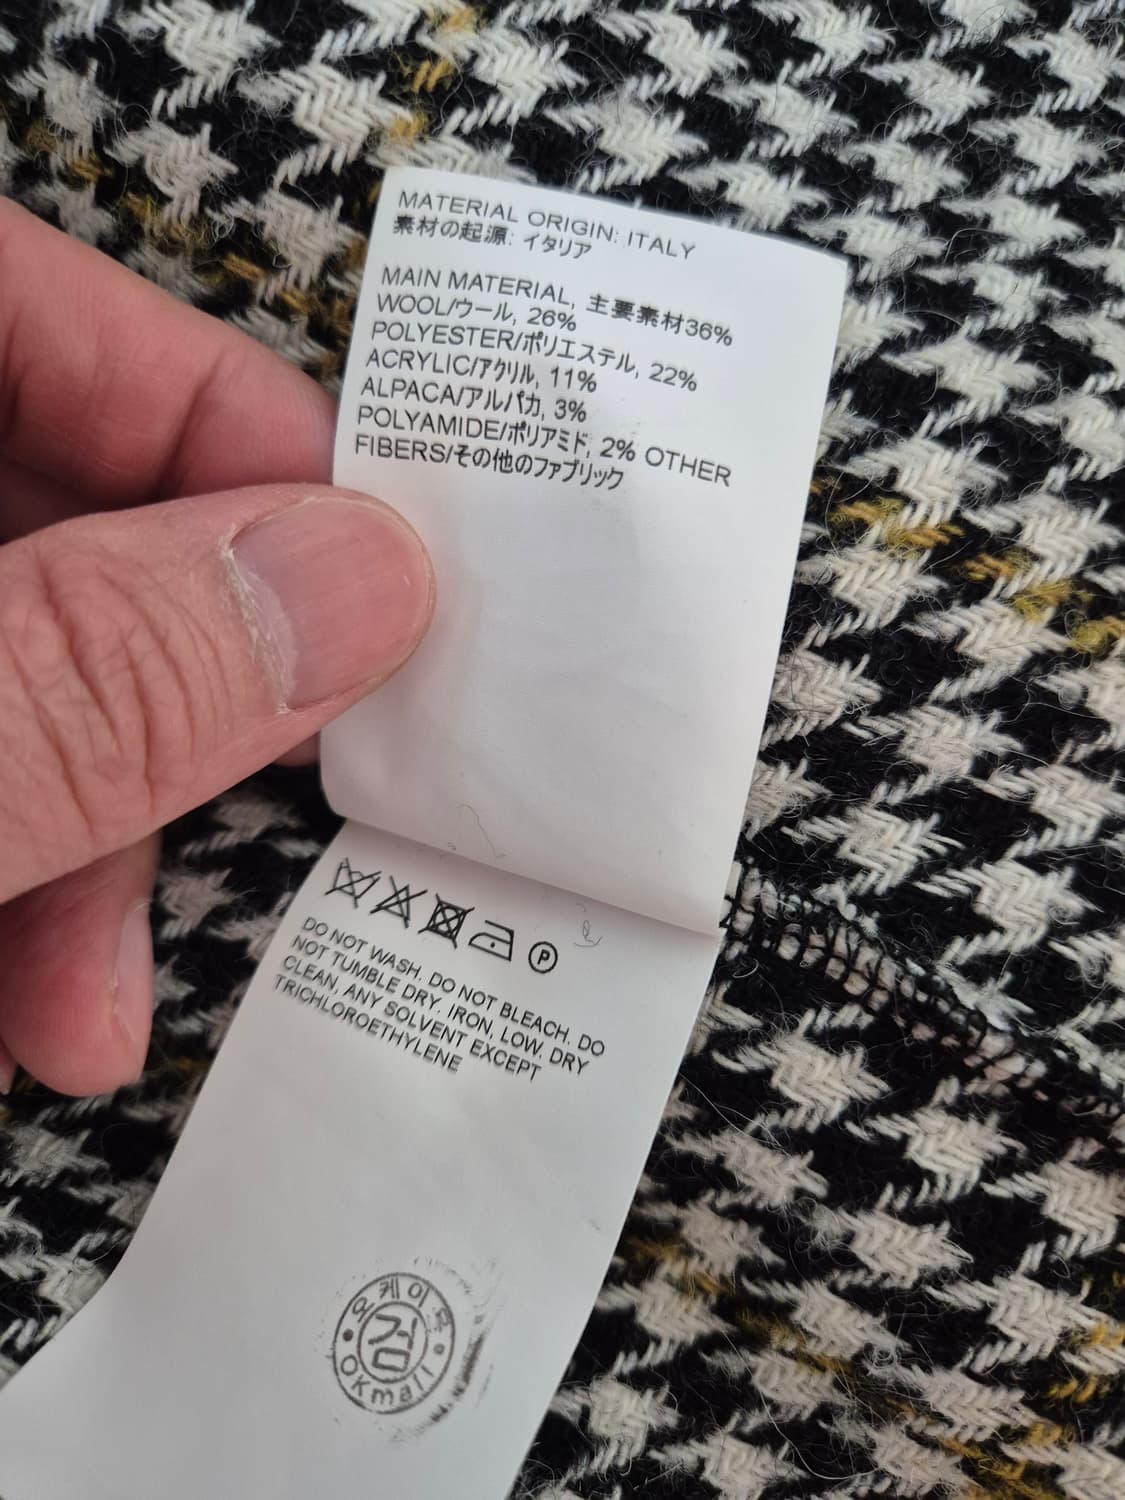 MATERIAL ORIGIN: ITALY
素材の起源: イタリア
MAIN MATERIAL, 主要素材36%
WOOL/ウール, 26%
POLYESTER/ポリエステル, 22%
ACRYLIC/アクリル, 11%
ALPACA/アルパカ, 3%
POLYAMIDE/ポリアミド, 2% OTHER
FIBERS/その他のファブリック
P
DO NOT WASH. DO NOT BLEACH. DO
NOT TUMBLE DRY. IRON, LOW. DRY
CLEAN, ANY SOLVENT EXCEPT
TRICHLOROETHYLENE
오케이몰
검
OKmall